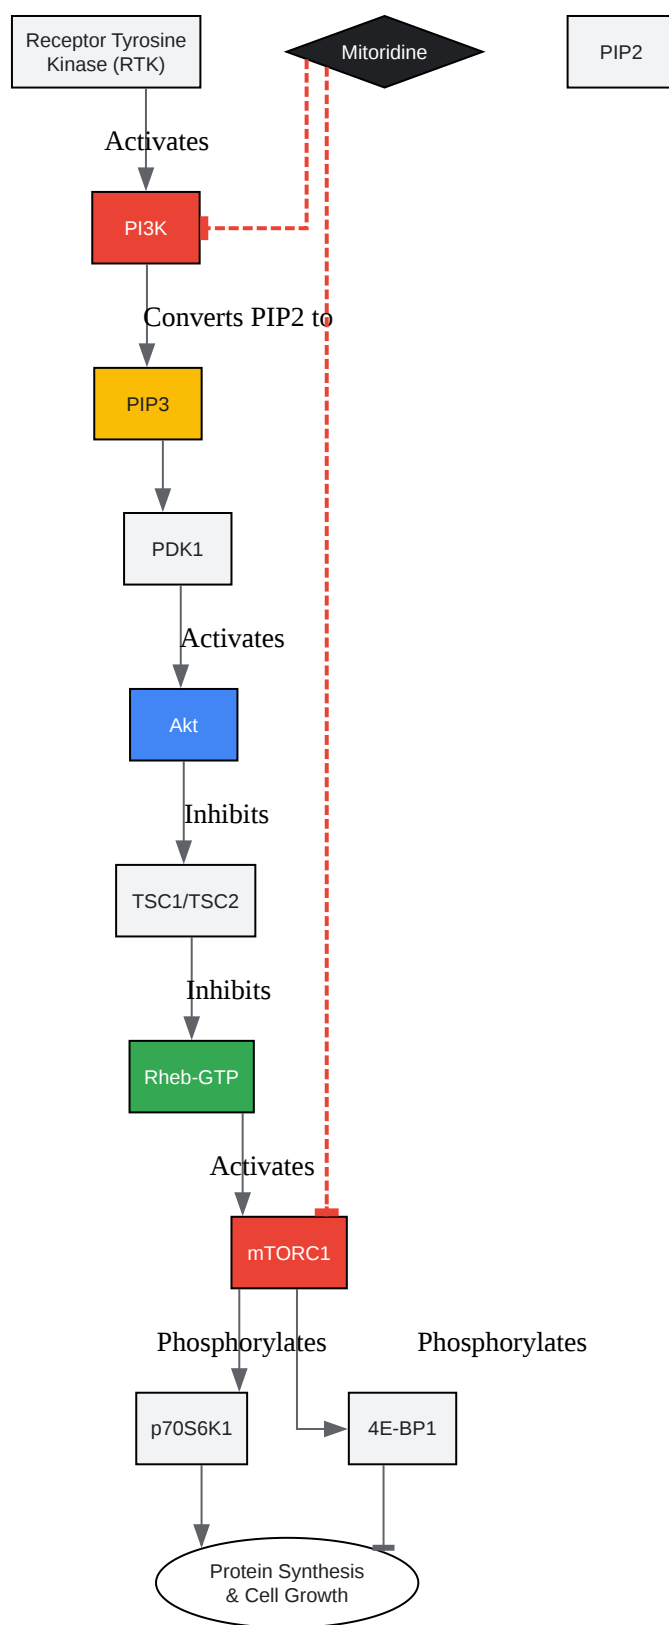 Receptor Tyrosine
Kinase (RTK)
Mitoridine
PIP2
Activates
PI3K
Converts PIP2 to
PIP3
PDK1
Activates
Akt
Inhibits
TSC1/TSC2
Inhibits
Rheb-GTP
Activates
mTORC1
Phosphorylates
Phosphorylates
p70S6K1
4E-BP1
Protein Synthesis
& Cell Growth